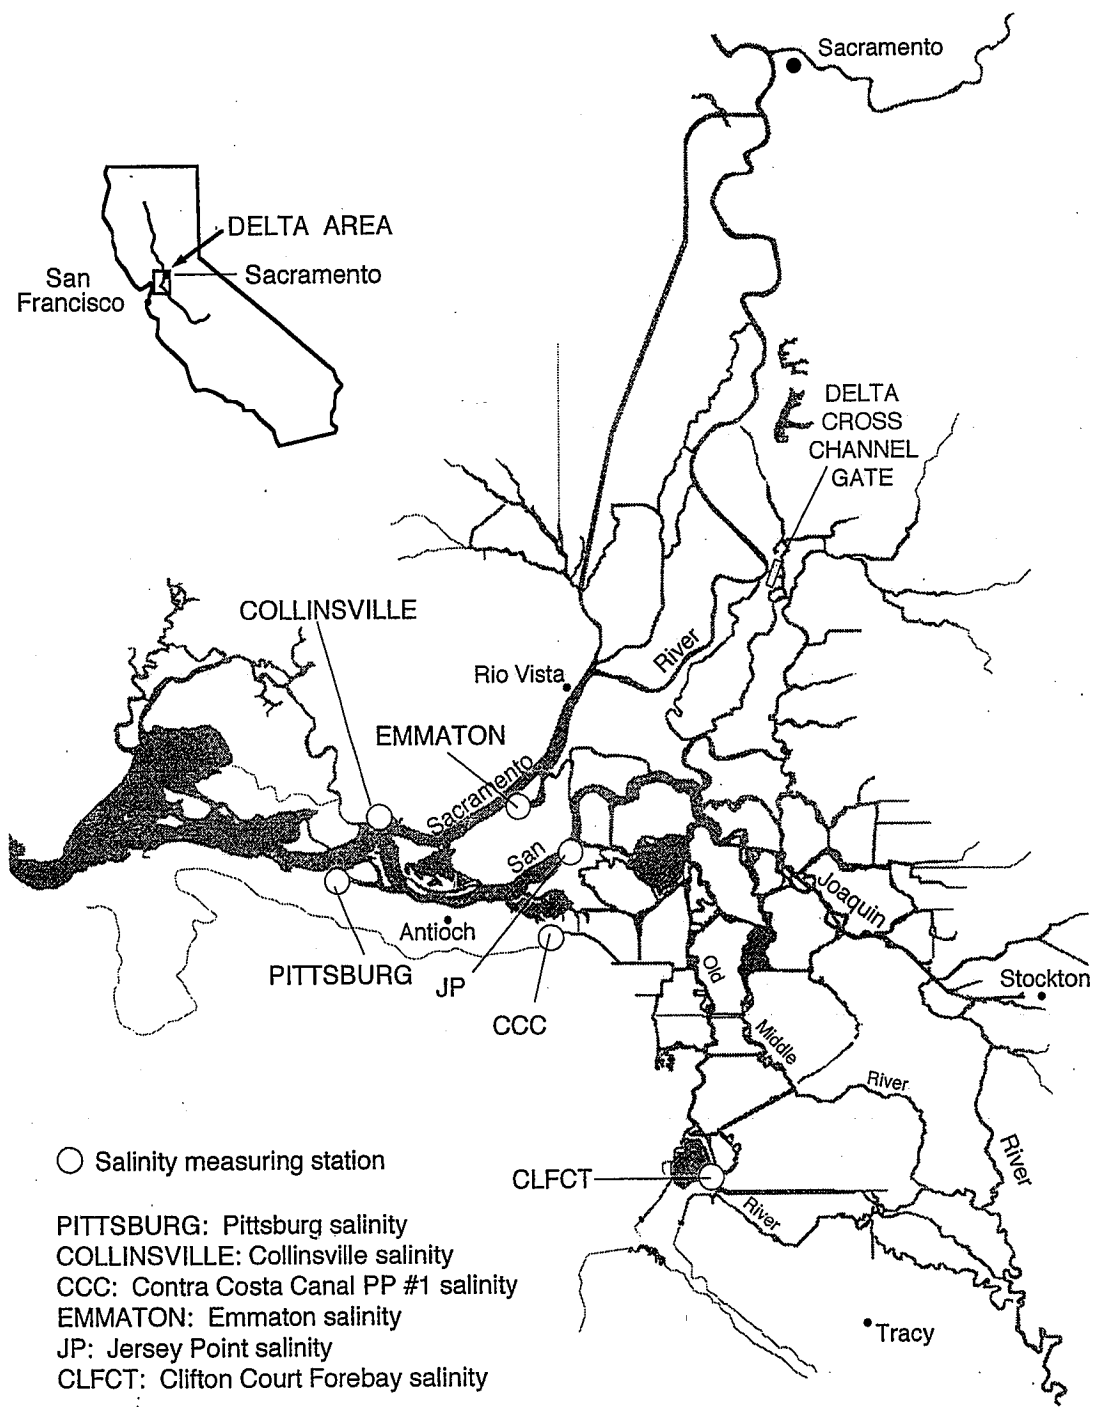 Sacramento
DELTA AREA
Sacramento
San
Francisco
DELTA
CROSS
CHANNEL
GATE
COLLINSVILLE
River
Rio Vista
EMMATON
Sacramento
San
Joaquin
Antioch
PITTSBURG
JP
CCC
Old
Stockton
Middle
River
River
CLFCT
River
Tracy
Salinity measuring station
PITTSBURG: Pittsburg salinity
COLLINSVILLE: Collinsville salinity
CCC: Contra Costa Canal PP #1 salinity
EMMATON: Emmaton salinity
JP: Jersey Point salinity
CLFCT: Clifton Court Forebay salinity